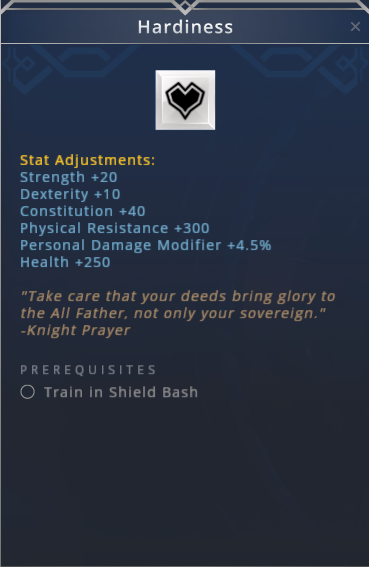 Hardiness
Stat Adjustments:
Strength +20
Dexterity +10
Constitution +40
Physical Resistance +300
Personal Damage Modifier +4.5%
Health +250
"Take care that your deeds bring glory to
the All Father, not only your sovereign."
-Knight Prayer
PREREQUISITES
Train in Shield Bash